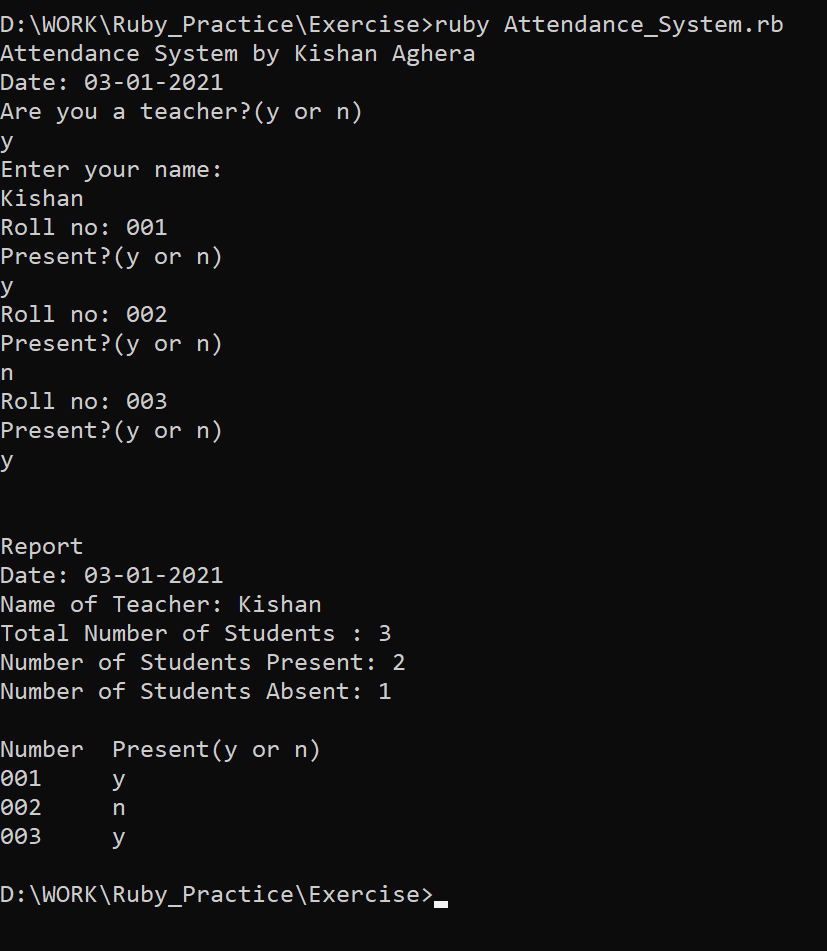 D:\WORK\Ruby_Practice\Exercise>ruby Attendance_System.rb
Attendance System by Kishan Aghera
Date: 03-01-2021
Are you a teacher?(y or n)
y
Enter your name:
Kishan
Roll no: 001
Present?(y or n)
y
Roll no: 002
Present?(y or n)
n
Roll no: 003
Present?(y or n)
y
Report
Date: 03-01-2021
Name of Teacher: Kishan
Total Number of Students : 3
Number of Students Present: 2
Number of Students Absent: 1
Number  Present(y or n)
001     y
002     n
003     y
D:\WORK\Ruby_Practice\Exercise>